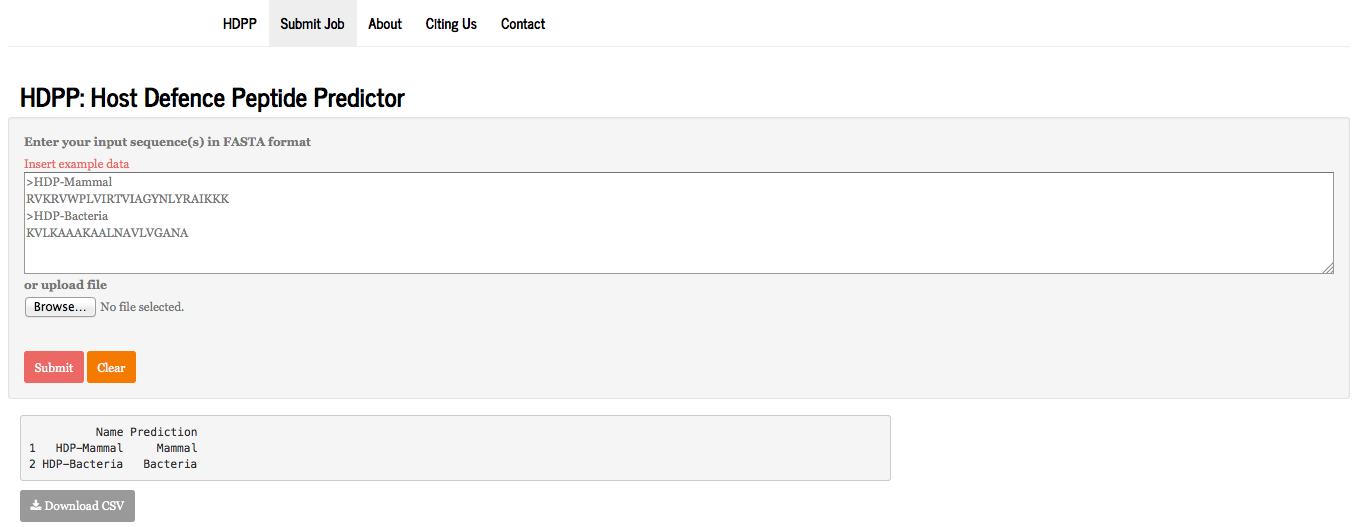 HDPP Submit Job About Citing Us Contact
HDPP: Host Defence Peptide Predictor
Enter your input sequence(s) in FASTA format
Insert example data
>HDP-Mammal
RVKRVWPLVIRTVIAGYNLYRAIKKK
>HDP-Bacteria
KVLKAAAKAALNAVLVGANA
or upload file
Browse... No file selected.
Submit Clear
Name Prediction
1 HDP-Mammal Mammal
2 HDP-Bacteria Bacteria
Download CSV